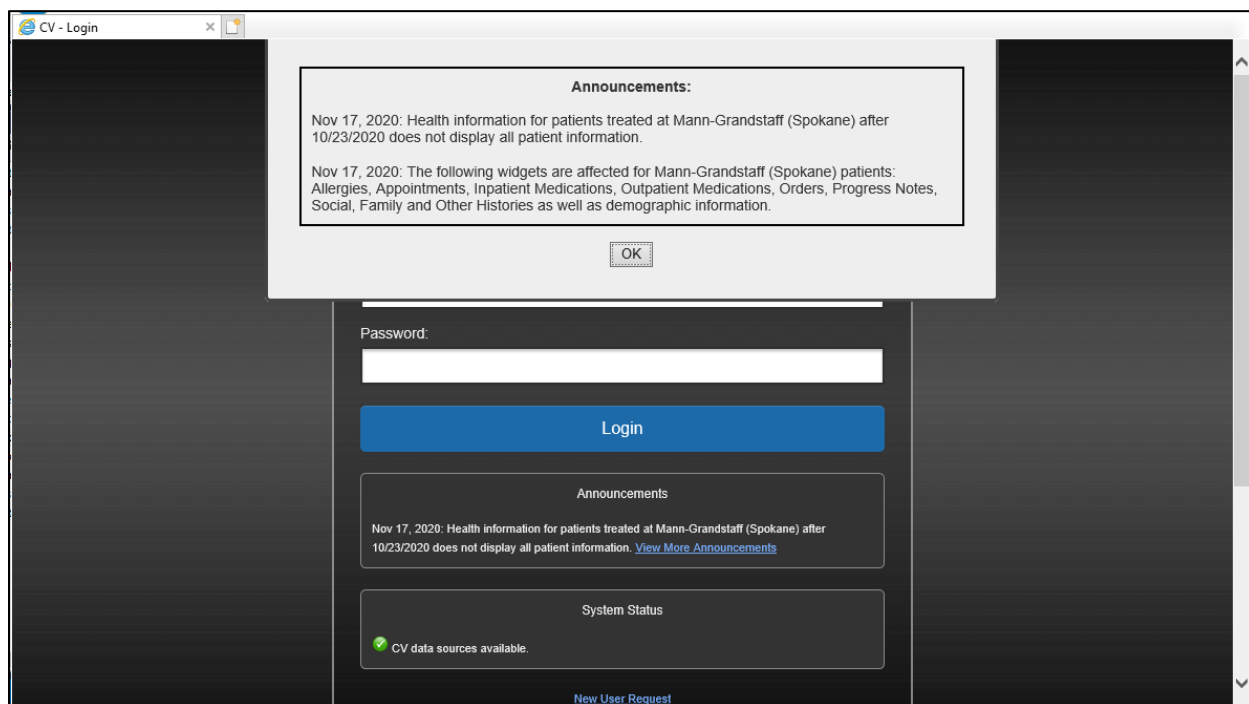 CV - Login
Announcements:
Nov 17, 2020: Health information for patients treated at Mann-Grandstaff (Spokane) after
10/23/2020 does not display all patient information.
Nov 17, 2020: The following widgets are affected for Mann-Grandstaff (Spokane) patients:
Allergies, Appointments, Inpatient Medications, Outpatient Medications, Orders, Progress Notes,
Social, Family and Other Histories as well as demographic information.
OK
Password:
Login
Announcements
Nov 17, 2020: Health information for patients treated at Mann-Grandstaff (Spokane) after
10/23/2020 does not display all patient information. View More Announcements
System Status
CV data sources available.
New User Request